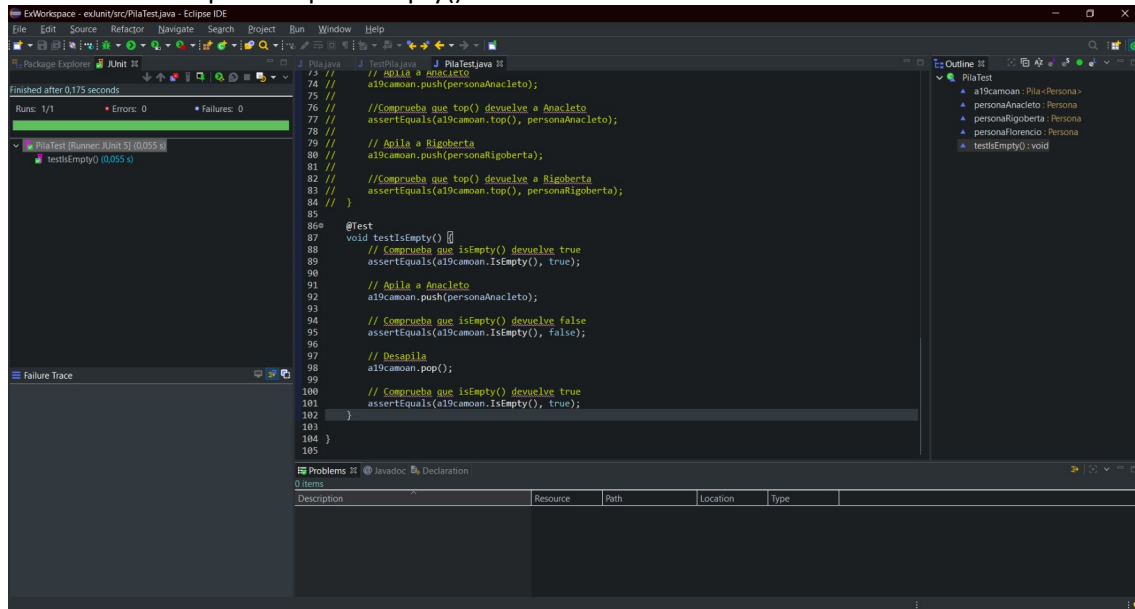 ExWorkspace - exJunit/src/PilaTest.java - Eclipse IDE
File Edit Source Refactor Navigate Search Project Run Window Help
Package Explorer JUnit
Finished after 0,175 seconds
Runs: 1/1 Errors: 0 Failures: 0
PilaTest [Runner: JUnit 5] (0,055 s)
testIsEmpty() (0,055 s)
Failure Trace
Pila.java TestPila.java PilaTest.java
73 // // Apila a Anacleto
74 // a19camoan.push(personaAnacleto);
75 //
76 // //Comprueba que top() devuelve a Anacleto
77 // assertEquals(a19camoan.top(), personaAnacleto);
78 //
79 // // Apila a Rigoberta
80 // a19camoan.push(personaRigoberta);
81 //
82 // //Comprueba que top() devuelve a Rigoberta
83 // assertEquals(a19camoan.top(), personaRigoberta);
84 // }
85
86 @Test
87 void testIsEmpty() {
88 // Comprueba que isEmpty() devuelve true
89 assertEquals(a19camoan.IsEmpty(), true);
90
91 // Apila a Anacleto
92 a19camoan.push(personaAnacleto);
93
94 // Comprueba que isEmpty() devuelve false
95 assertEquals(a19camoan.IsEmpty(), false);
96
97 // Desapila
98 a19camoan.pop();
99
100 // Comprueba que isEmpty() devuelve true
101 assertEquals(a19camoan.IsEmpty(), true);
102 }
103
104 }
105
Outline
PilaTest
a19camoan : Pila<Persona>
personaAnacleto : Persona
personaRigoberta : Persona
personaFlorencio : Persona
testIsEmpty() : void
Problems Javadoc Declaration
0 items
Description Resource Path Location Type